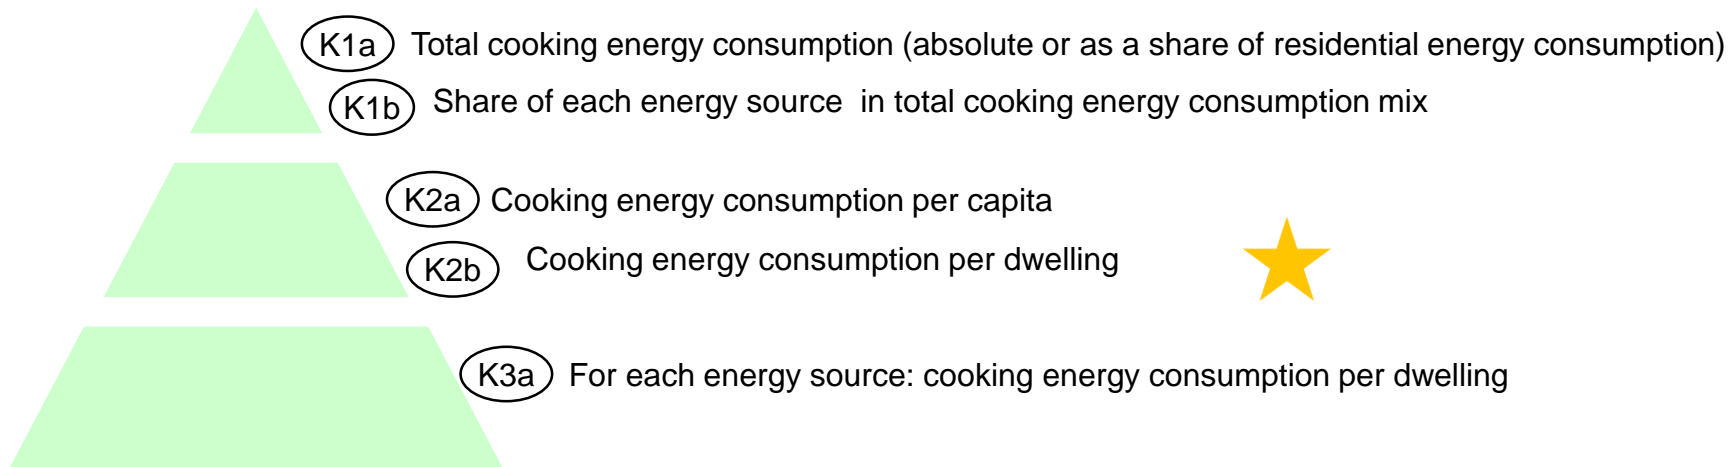 K1a Total cooking energy consumption (absolute or as a share of residential energy consumption)
K1b Share of each energy source in total cooking energy consumption mix
K2a Cooking energy consumption per capita
K2b Cooking energy consumption per dwelling
K3a For each energy source: cooking energy consumption per dwelling